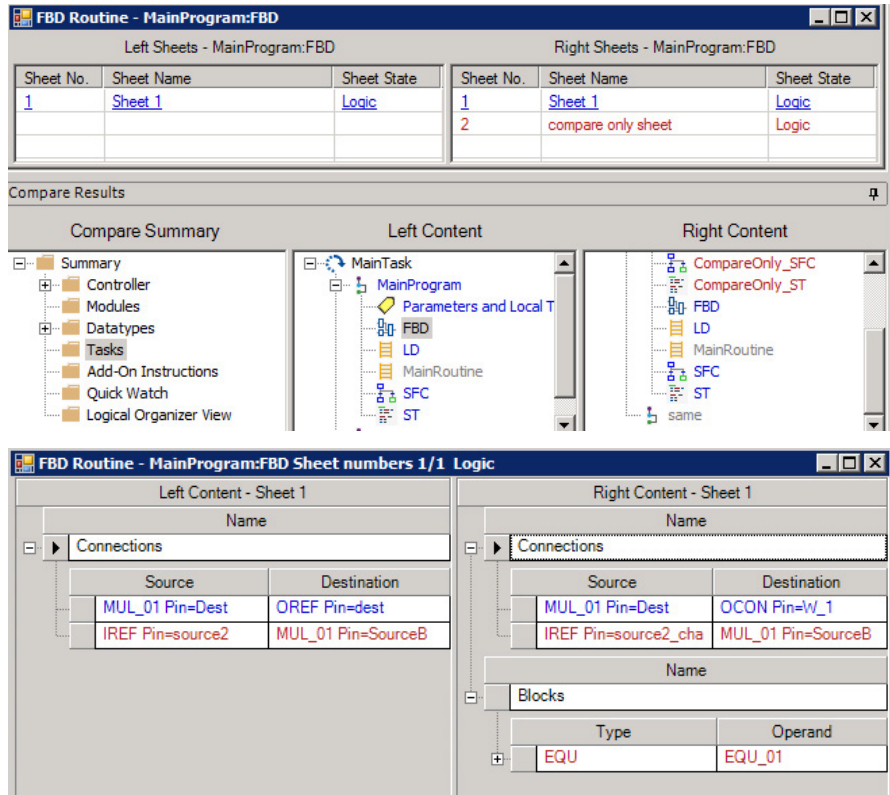 FBD Routine - MainProgram:FBD
Left Sheets - MainProgram:FBD Right Sheets - MainProgram:FBD
Sheet No. Sheet Name Sheet State Sheet No. Sheet Name Sheet State
1 Sheet 1 Logic 1 Sheet 1 Logic
2 compare only sheet Logic
Compare Results
Compare Summary Left Content Right Content
Summary MainTask CompareOnly_SFC
Controller MainProgram CompareOnly_ST
Modules Parameters and Local T FBD
Datatypes FBD LD
Tasks LD MainRoutine
Add-On Instructions MainRoutine SFC
Quick Watch SFC ST
Logical Organizer View ST same
FBD Routine - MainProgram:FBD Sheet numbers 1/1 Logic
Left Content - Sheet 1 Right Content - Sheet 1
Name Name
Connections Connections
Source Destination Source Destination
MUL_01 Pin=Dest OREF Pin=dest MUL_01 Pin=Dest OCON Pin=W_1
IREF Pin=source2 MUL_01 Pin=SourceB IREF Pin=source2_cha MUL_01 Pin=SourceB
Name
Blocks
Type Operand
EQU EQU_01